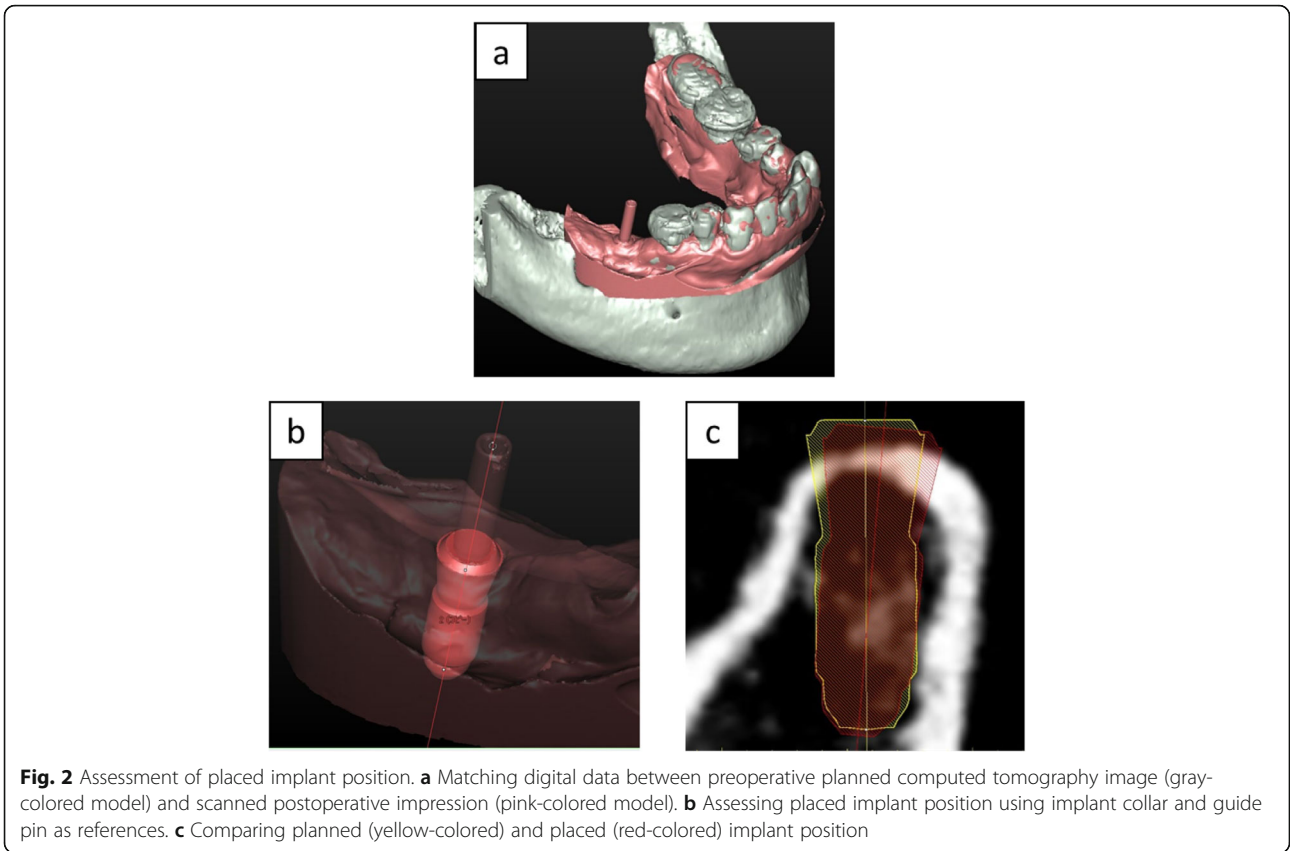 a
b
c
Fig. 2 Assessment of placed implant position. a Matching digital data between preoperative planned computed tomography image (gray-
colored model) and scanned postoperative impression (pink-colored model). b Assessing placed implant position using implant collar and guide
pin as references. c Comparing planned (yellow-colored) and placed (red-colored) implant position